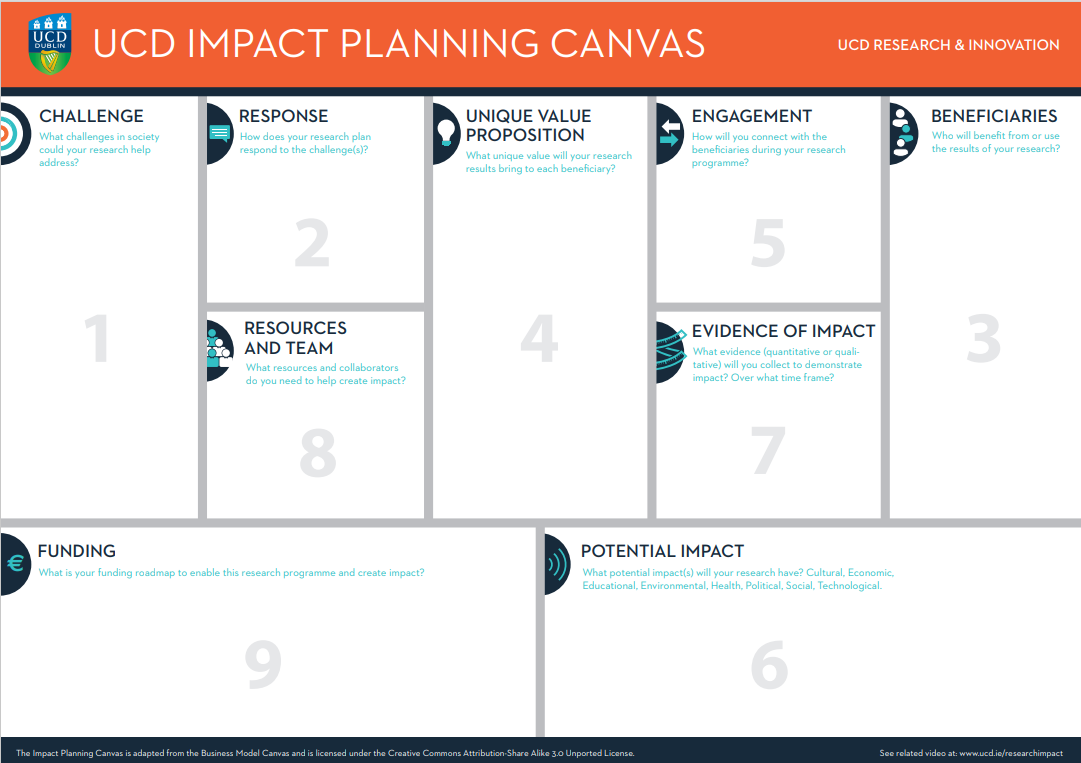 UCD
DUBLIN
UCD IMPACT PLANNING CANVAS
UCD RESEARCH & INNOVATION
CHALLENGE
What challenges in society
could your research help
address?
1
RESPONSE
How does your research plan
respond to the challenge(s)?
2
RESOURCES
AND TEAM
What resources and collaborators
do you need to help create impact?
8
UNIQUE VALUE
PROPOSITION
What unique value will your research
results bring to each beneficiary?
4
ENGAGEMENT
How will you connect with the
beneficiaries during your research
programme?
5
EVIDENCE OF IMPACT
What evidence (quantitative or quali-
tative) will you collect to demonstrate
impact? Over what time frame?
7
BENEFICIARIES
Who will benefit from or use
the results of your research?
3
FUNDING
What is your funding roadmap to enable this research programme and create impact?
€
9
POTENTIAL IMPACT
What potential impact(s) will your research have? Cultural, Economic,
Educational, Environmental, Health, Political, Social, Technological.
6
The Impact Planning Canvas is adapted from the Business Model Canvas and is licensed under the Creative Commons Attribution-Share Alike 3.0 Unported License.
See related video at: www.ucd.ie/researchimpact